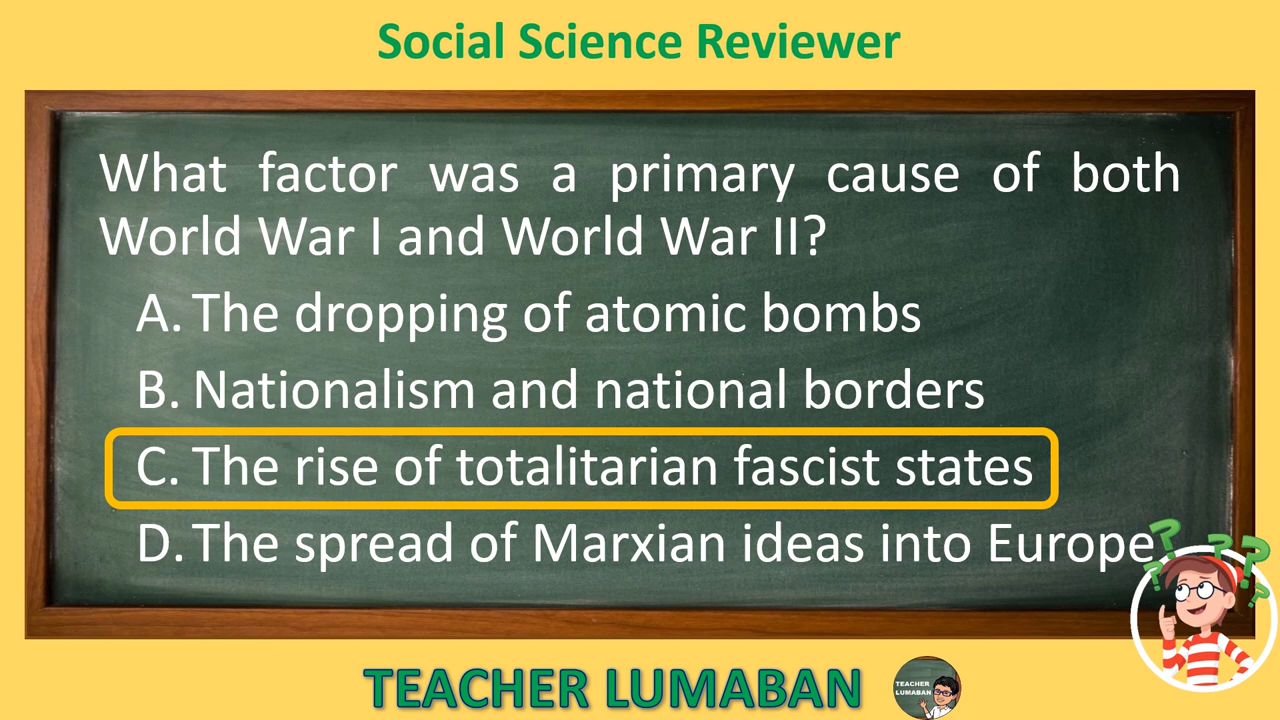 Social Science Reviewer
What factor was a primary cause of both
World War I and World War II?
A. The dropping of atomic bombs
B. Nationalism and national borders
C. The rise of totalitarian fascist states
D. The spread of Marxian ideas into Europe
TEACHER LUMABAN
TEACHER
LUMABAN